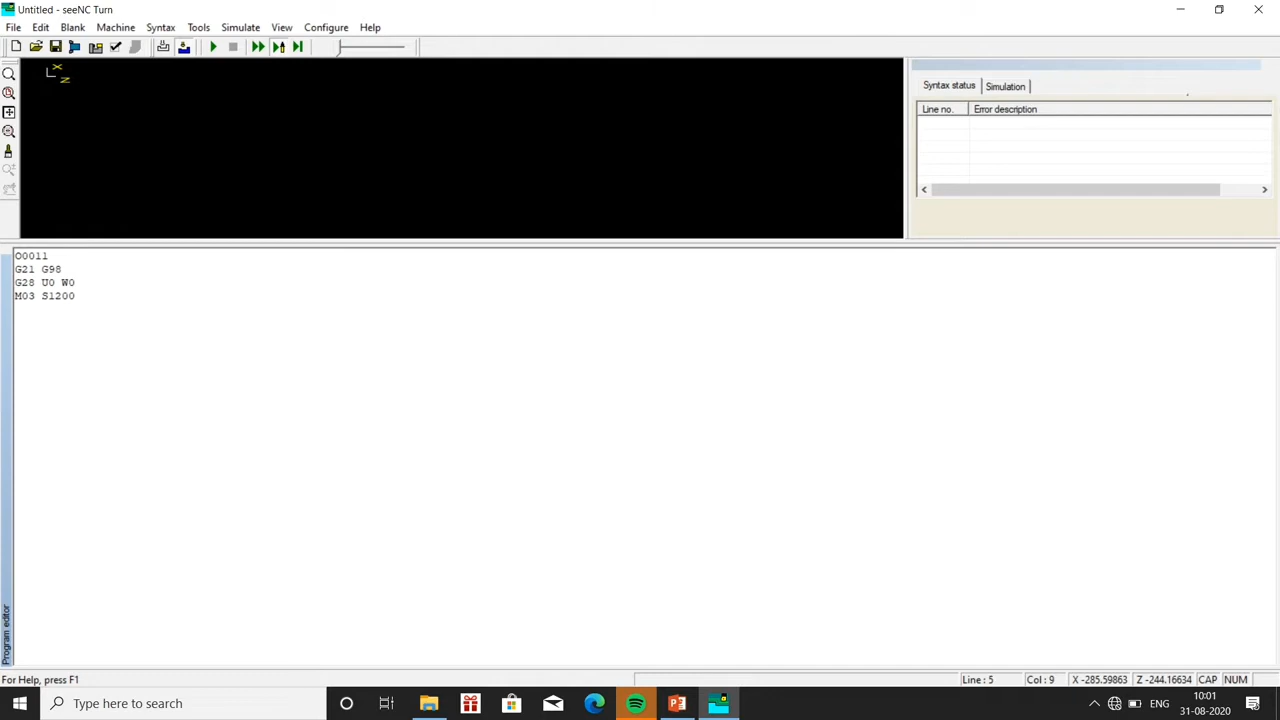 Untitled - seeNC Turn
File Edit Blank Machine Syntax Tools Simulate View Configure Help
X
Z
Syntax status Simulation
Line no. Error description
O0011
G21 G98
G28 U0 W0
M03 S1200
Program editor
For Help, press F1
Line : 5 Col : 9 X -285.59863 Z -244.16634 CAP NUM
Type here to search
ENG
10:01
31-08-2020